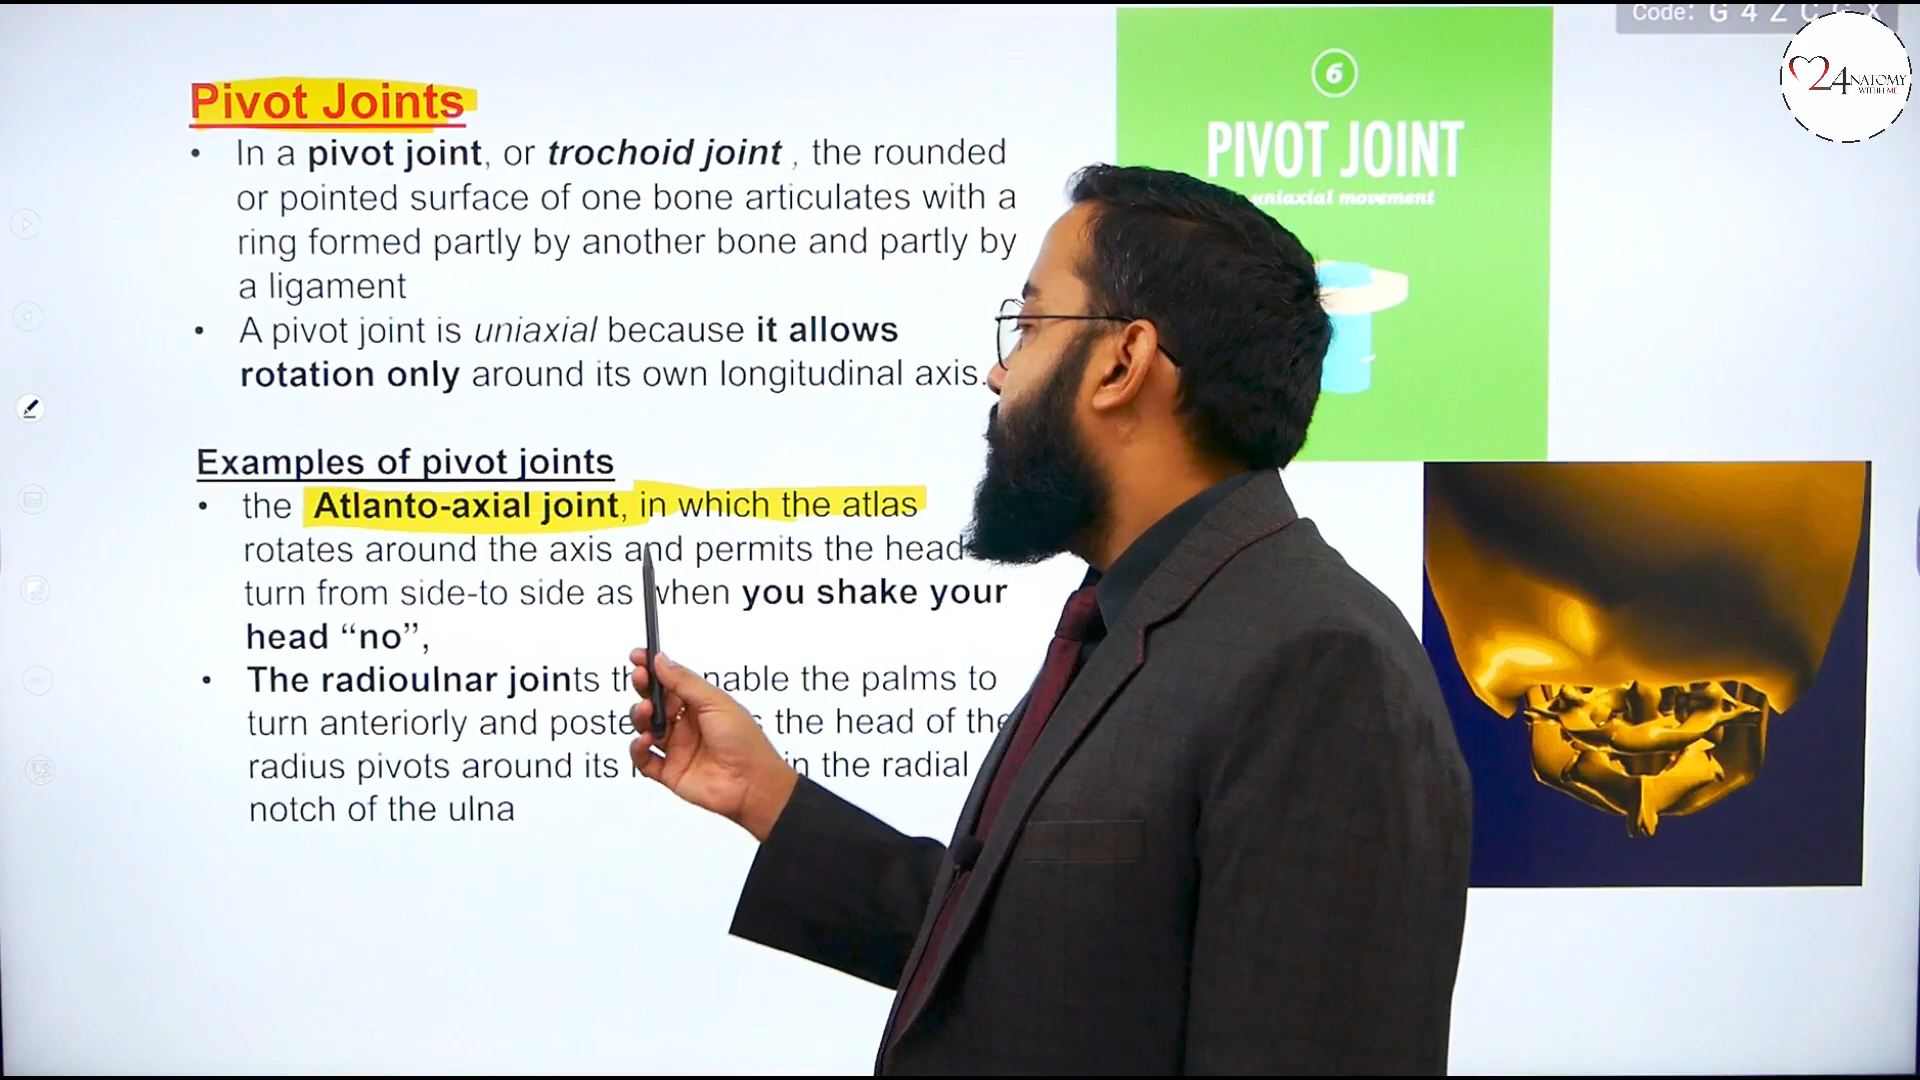 Code: G 4 Z C G X
24NATOMY
WITHH ME
Pivot Joints
• In a pivot joint, or trochoid joint , the rounded
or pointed surface of one bone articulates with a
ring formed partly by another bone and partly by
a ligament
• A pivot joint is uniaxial because it allows
rotation only around its own longitudinal axis.
Examples of pivot joints
• the Atlanto-axial joint, in which the atlas
rotates around the axis and permits the head
turn from side-to side as when you shake your
head “no”,
• The radioulnar joints enable the palms to
turn anteriorly and the head of the
radius pivots around its in the radial
notch of the ulna
6
PIVOT JOINT
uniaxial movement